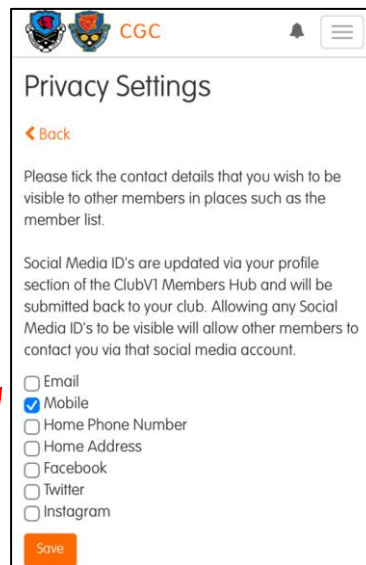 CGC
Privacy Settings
Back
Please tick the contact details that you wish to be
visible to other members in places such as the
member list.
Social Media ID's are updated via your profile
section of the ClubV1 Members Hub and will be
submitted back to your club. Allowing any Social
Media ID's to be visible will allow other members to
contact you via that social media account.
Email
Mobile
Home Phone Number
Home Address
Facebook
Twitter
Instagram
Save